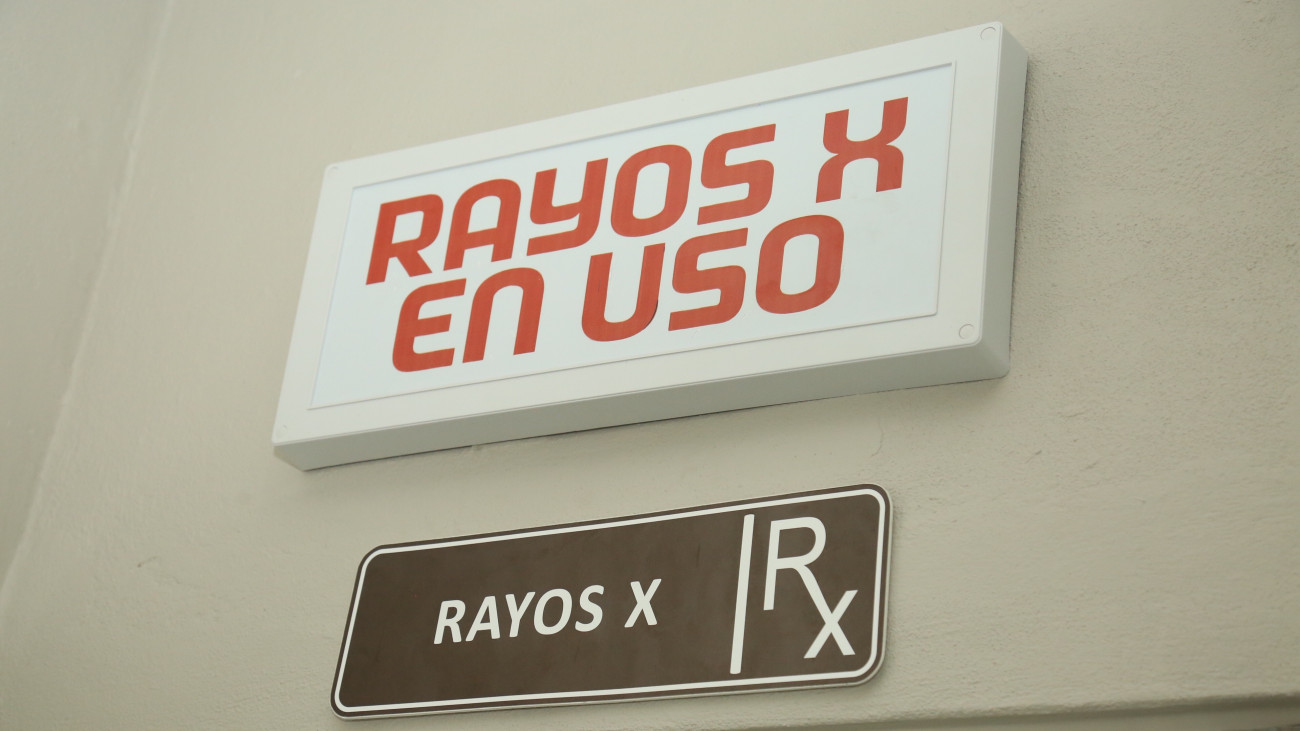 RAYOS X
EN USO
RAYOS X
Rx